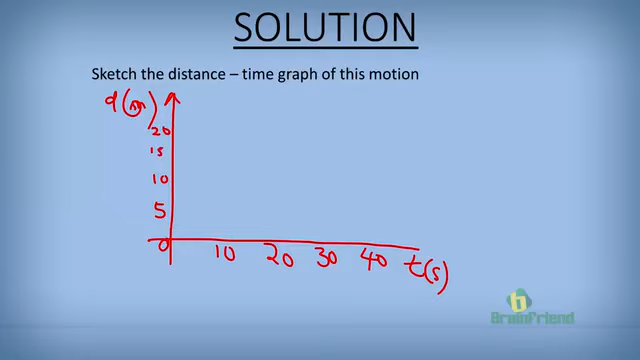 SOLUTION
Sketch the distance – time graph of this motion
d (m)
20
15
10
5
0
10 20 30 40 t(s)
BrainFriend